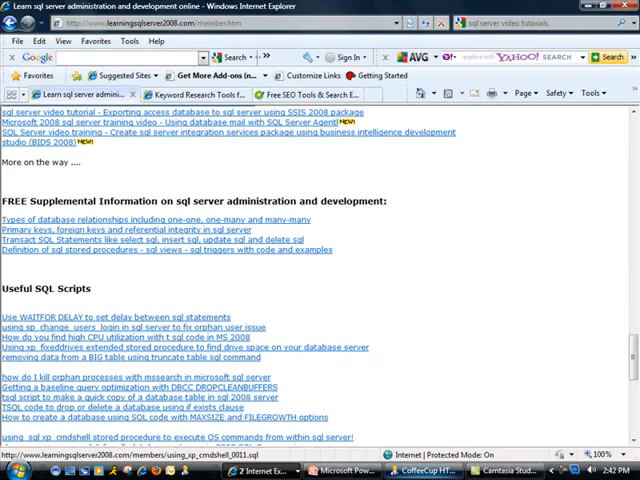 Learn sql server administration and development online - Windows Internet Explorer
http://www.learningsqlserver2008.com/member.htm
sql server video tutorials
File Edit View Favorites Tools Help
Google Search Sign In AVG explore with YAHOO! SEARCH Search
Favorites Suggested Sites Get More Add-ons Customize Links Getting Started
Learn sql server admini... Keyword Research Tools f... Free SEO Tools & Search E...
Page Safety Tools
sql server video tutorial - Exporting access database to sql server using SSIS 2008 package
Microsoft 2008 sql server training video - Using database mail with SQL Server Agent! NEW!
SQL Server video training - Create sql server integration services package using business intelligence development
studio (BIDS 2008) NEW!
More on the way ....
FREE Supplemental Information on sql server administration and development:
Types of database relationships including one-one, one-many and many-many
Primary keys, foreign keys and referential integrity in sql server
Transact SQL Statements like select sql, insert sql, update sql and delete sql
Definition of sql stored procedures - sql views - sql triggers with code and examples
Useful SQL Scripts
Use WAITFOR DELAY to set delay between sql statements
using sp_change_users_login in sql server to fix orphan user issue
How do you find high CPU utilization with t sql code in MS 2008
Using xp_fixeddrives extended stored procedure to find drive space on your database server
removing data from a BIG table using truncate table sql command
how do I kill orphan processes with mssearch in microsoft sql server
Getting a baseline query optimization with DBCC DROPCLEANBUFFERS
tsql script to make a quick copy of a database table in sql 2008 server
TSQL code to drop or delete a database using if exists clause
How to create a database using SQL code with MAXSIZE and FILEGROWTH options
using sql xp_cmdshell stored procedure to execute OS commands from within sql server!
http://www.learningsqlserver2008.com/members/using_xp_cmdshell_0011.sql
Internet | Protected Mode: On
100%
2 Internet Ex... Microsoft Pow... CoffeeCup HT... Camtasia Stud... 2:42 PM